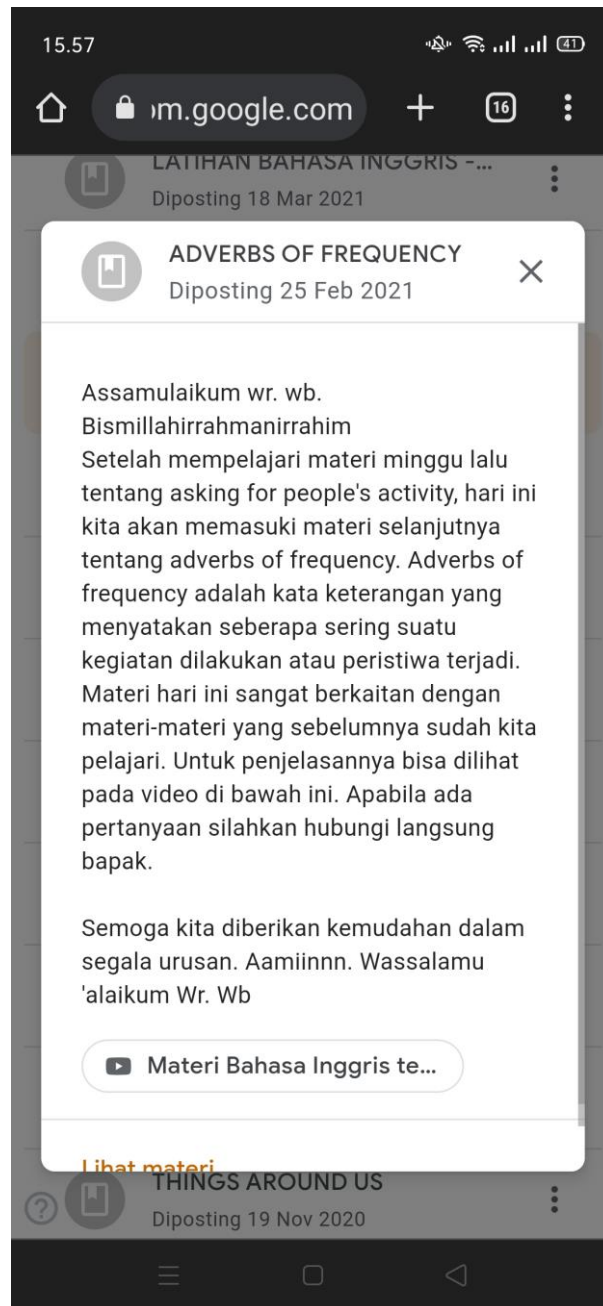 15.57
41
om.google.com
16
LATIHAN BAHASA INGGRIS -...
Diposting 18 Mar 2021
ADVERBS OF FREQUENCY
Diposting 25 Feb 2021
Assamulaikum wr. wb.
Bismillahirrahmanirrahim
Setelah mempelajari materi minggu lalu
tentang asking for people's activity, hari ini
kita akan memasuki materi selanjutnya
tentang adverbs of frequency. Adverbs of
frequency adalah kata keterangan yang
menyatakan seberapa sering suatu
kegiatan dilakukan atau peristiwa terjadi.
Materi hari ini sangat berkaitan dengan
materi-materi yang sebelumnya sudah kita
pelajari. Untuk penjelasannya bisa dilihat
pada video di bawah ini. Apabila ada
pertanyaan silahkan hubungi langsung
bapak.
Semoga kita diberikan kemudahan dalam
segala urusan. Aamiinnn. Wassalamu
'alaikum Wr. Wb
Materi Bahasa Inggris te...
Lihat materi
THINGS AROUND US
Diposting 19 Nov 2020